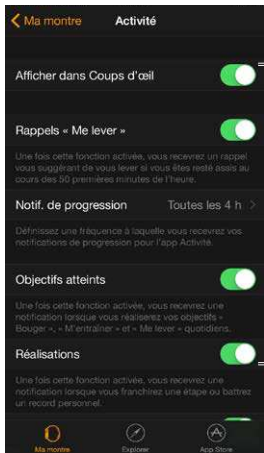 Ma montre Activité
Afficher dans Coups d'œil
Rappels « Me lever »
Une fois cette fonction activée, vous recevrez un rappel
vous suggérant de vous lever si vous êtes resté assis au
cours des 50 premières minutes de l'heure.
Notif. de progression Toutes les 4 h
Définissez une fréquence à laquelle vous recevrez vos
notifications de progression pour l'app Activité.
Objectifs atteints
Une fois cette fonction activée, vous recevrez une
notification lorsque vous réaliserez vos objectifs «
Bouger », « M'entraîner » et « Me lever » quotidiens.
Réalisations
Une fois cette fonction activée, vous recevrez une
notification lorsque vous franchirez une étape ou battrez
un record personnel.
Ma montre Explorer App Store